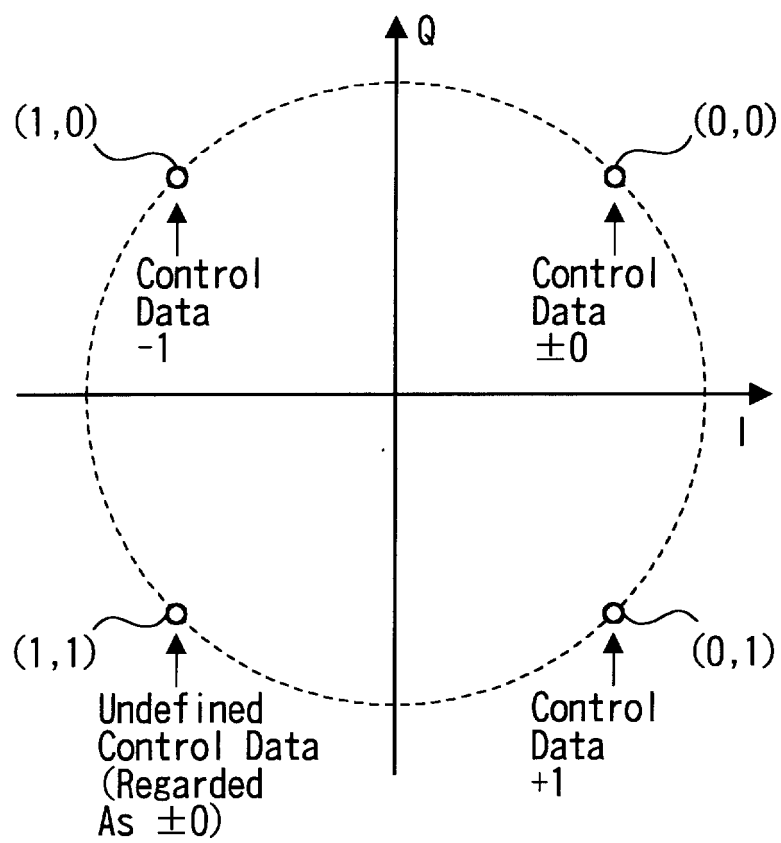 Q
(1,0)
(0,0)
Control
Data
-1
Control
Data
±0
I
(1,1)
(0,1)
Undefined
Control Data
(Regarded
As ±0)
Control
Data
+1